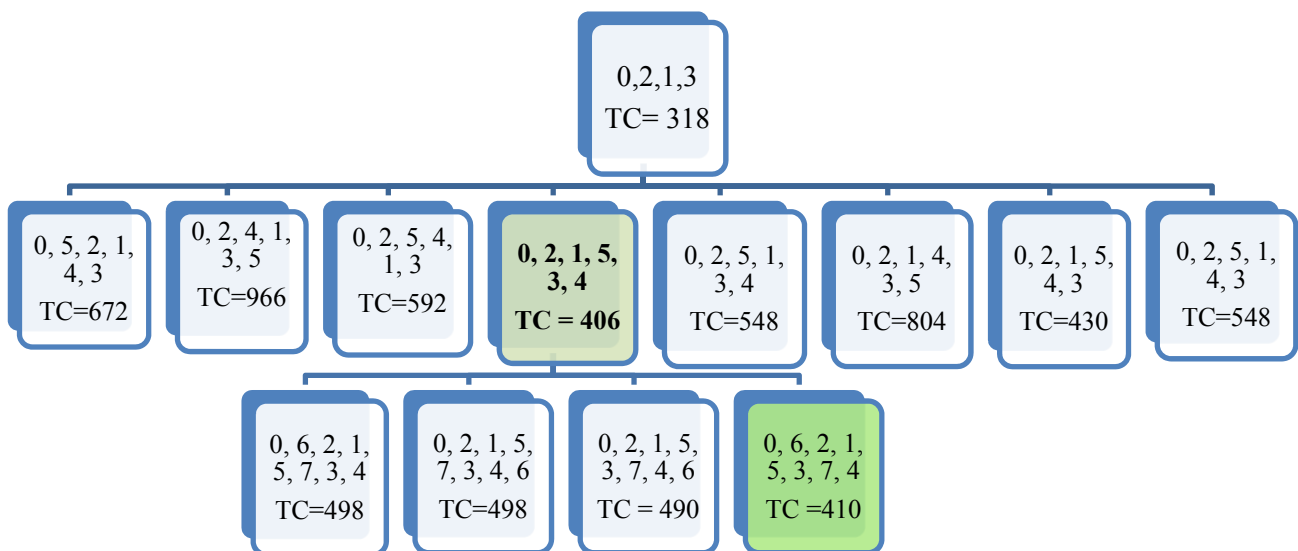 0,2,1,3
TC= 318
0, 5, 2, 1,
4, 3
TC=672
0, 2, 4, 1,
3, 5
TC=966
0, 2, 5, 4,
1, 3
TC=592
0, 2, 1, 5,
3, 4
TC = 406
0, 2, 5, 1,
3, 4
TC=548
0, 2, 1, 4,
3, 5
TC=804
0, 2, 1, 5,
4, 3
TC=430
0, 2, 5, 1,
4, 3
TC=548
0, 6, 2, 1,
5, 7, 3, 4
TC=498
0, 2, 1, 5,
7, 3, 4, 6
TC=498
0, 2, 1, 5,
3, 7, 4, 6
TC = 490
0, 6, 2, 1,
5, 3, 7, 4
TC =410